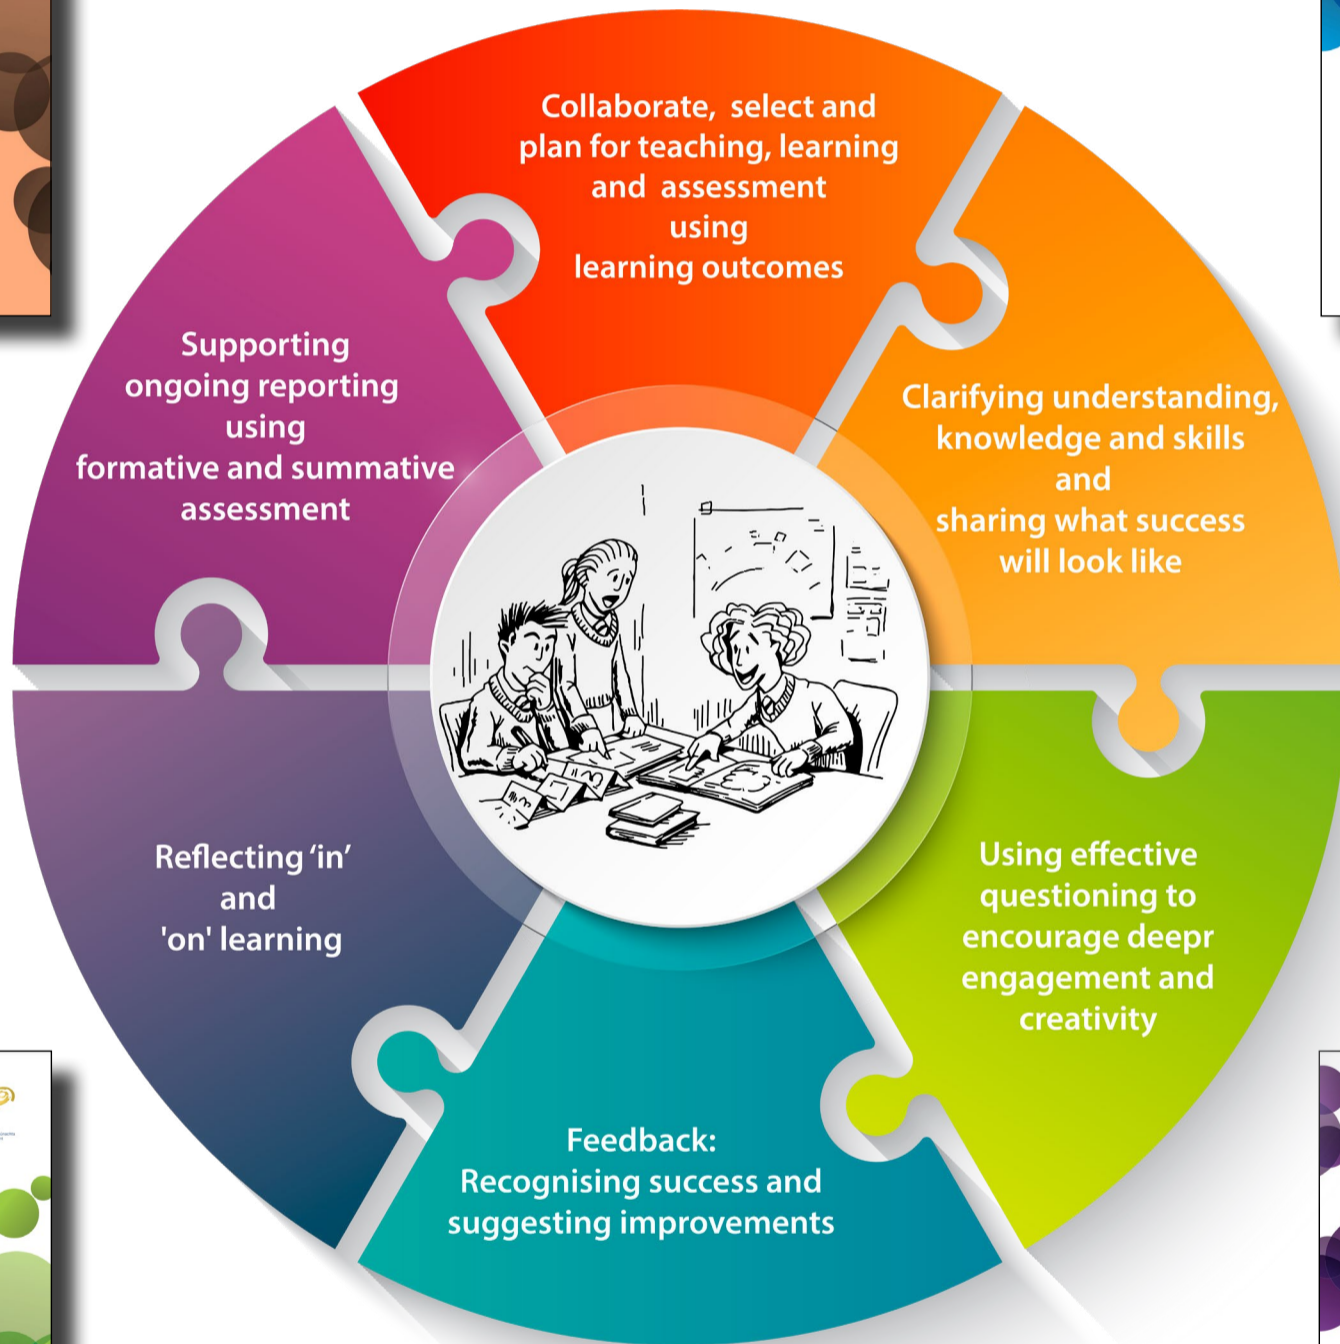 Collaborate, select and
plan for teaching, learning
and assessment
using
learning outcomes
Clarifying understanding,
knowledge and skills
and
sharing what success
will look like
Using effective
questioning to
encourage deepr
engagement and
creativity
Feedback:
Recognising success and
suggesting improvements
Reflecting ‘in’
and
'on' learning
Supporting
ongoing reporting
using
formative and summative
assessment